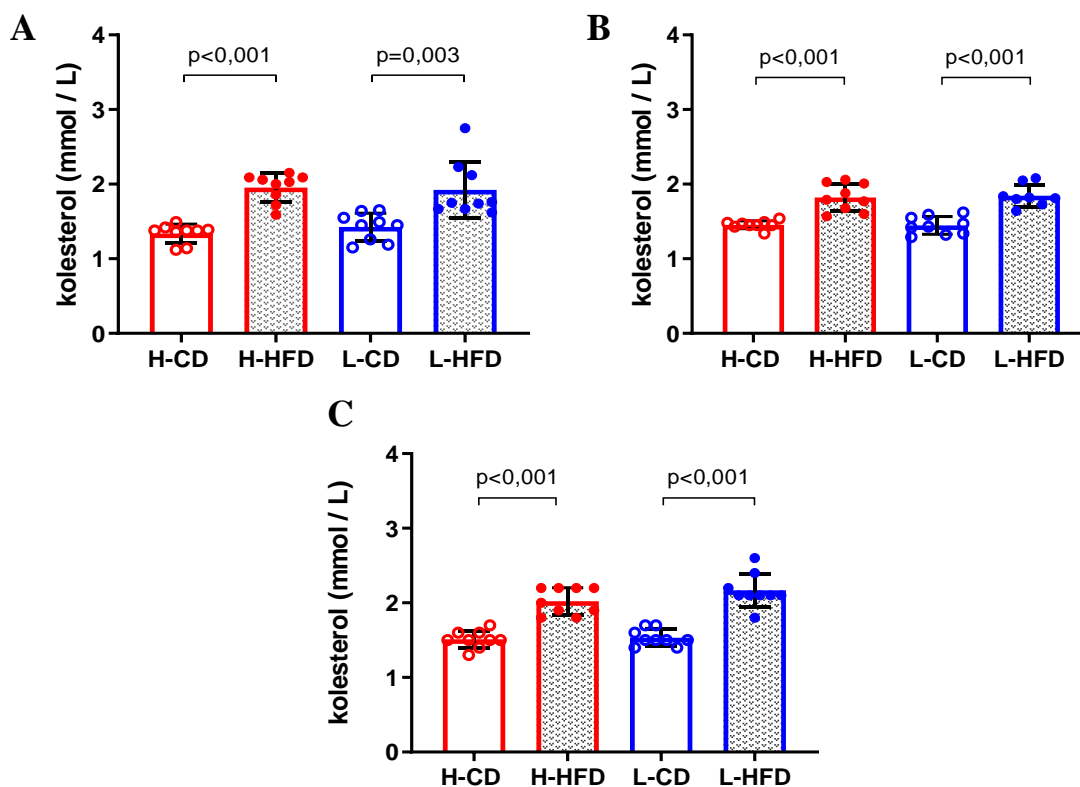 A
kolesterol (mmol / L)
4
3
2
1
0
p<0,001
p=0,003
H-CD
H-HFD
L-CD
L-HFD
B
kolesterol (mmol / L)
4
3
2
1
0
p<0,001
p<0,001
H-CD
H-HFD
L-CD
L-HFD
C
kolesterol (mmol / L)
4
3
2
1
0
p<0,001
p<0,001
H-CD
H-HFD
L-CD
L-HFD